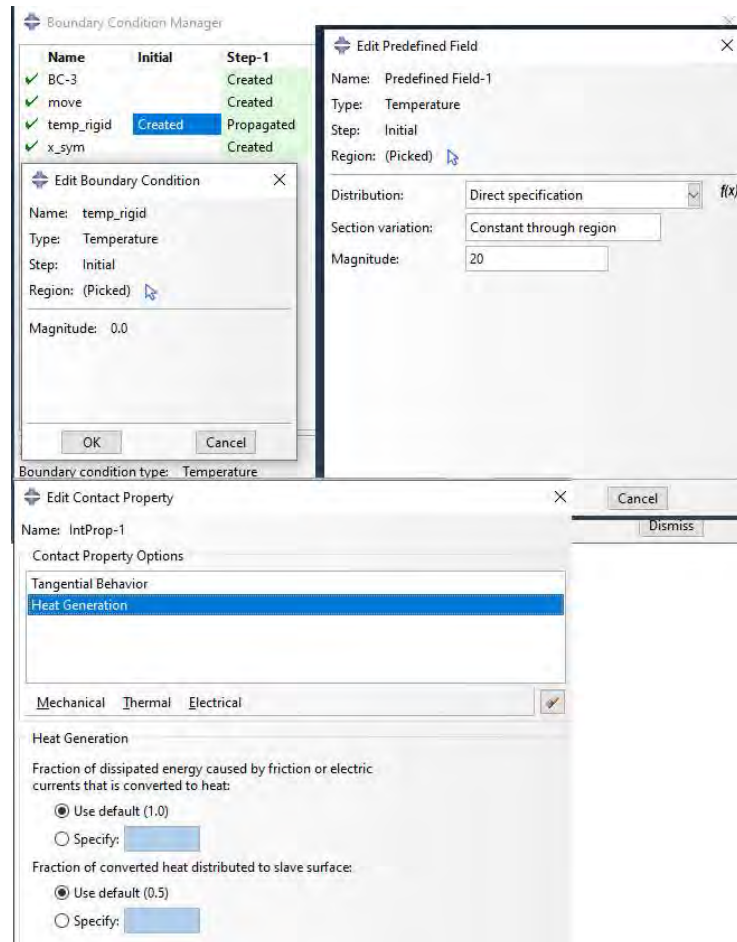 Boundary Condition Manager
Name Initial Step-1
BC-3 Created
move Created
temp_rigid Created Propagated
x_sym Created
Edit Boundary Condition
Name: temp_rigid
Type: Temperature
Step: Initial
Region: (Picked)
Magnitude: 0.0
OK Cancel
Boundary condition type: Temperature
Edit Predefined Field
Name: Predefined Field-1
Type: Temperature
Step: Initial
Region: (Picked)
Distribution: Direct specification f(x)
Section variation: Constant through region
Magnitude: 20
Cancel
Dismiss
Edit Contact Property
Name: IntProp-1
Contact Property Options
Tangential Behavior
Heat Generation
Mechanical Thermal Electrical
Heat Generation
Fraction of dissipated energy caused by friction or electric
currents that is converted to heat:
Use default (1.0)
Specify:
Fraction of converted heat distributed to slave surface:
Use default (0.5)
Specify: